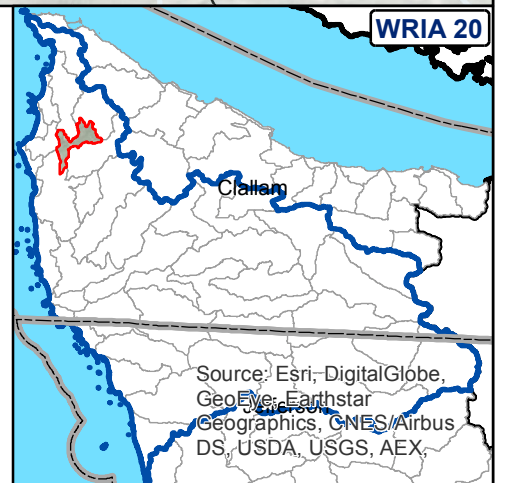 WRIA 20
Clallam
Source: Esri, DigitalGlobe,
GeoEye, Earthstar
Geographics, CNES/Airbus
DS, USDA, USGS, AEX,